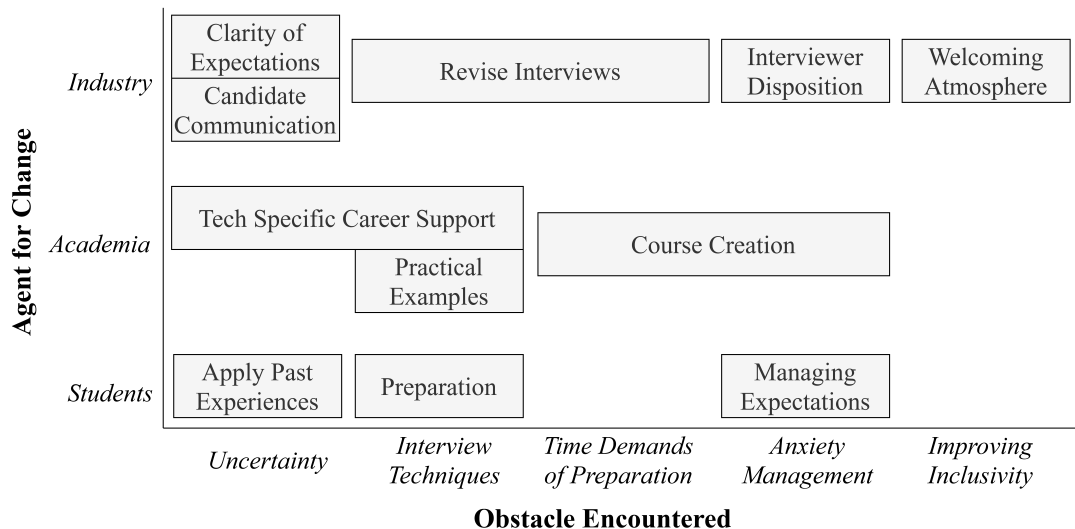 Clarity of
Expectations
Candidate
Communication
Revise Interviews
Interviewer
Disposition
Welcoming
Atmosphere
Industry
Tech Specific Career Support
Practical
Examples
Course Creation
Academia
Apply Past
Experiences
Preparation
Managing
Expectations
Students
Agent for Change
Uncertainty
Interview
Techniques
Time Demands
of Preparation
Anxiety
Management
Improving
Inclusivity
Obstacle Encountered